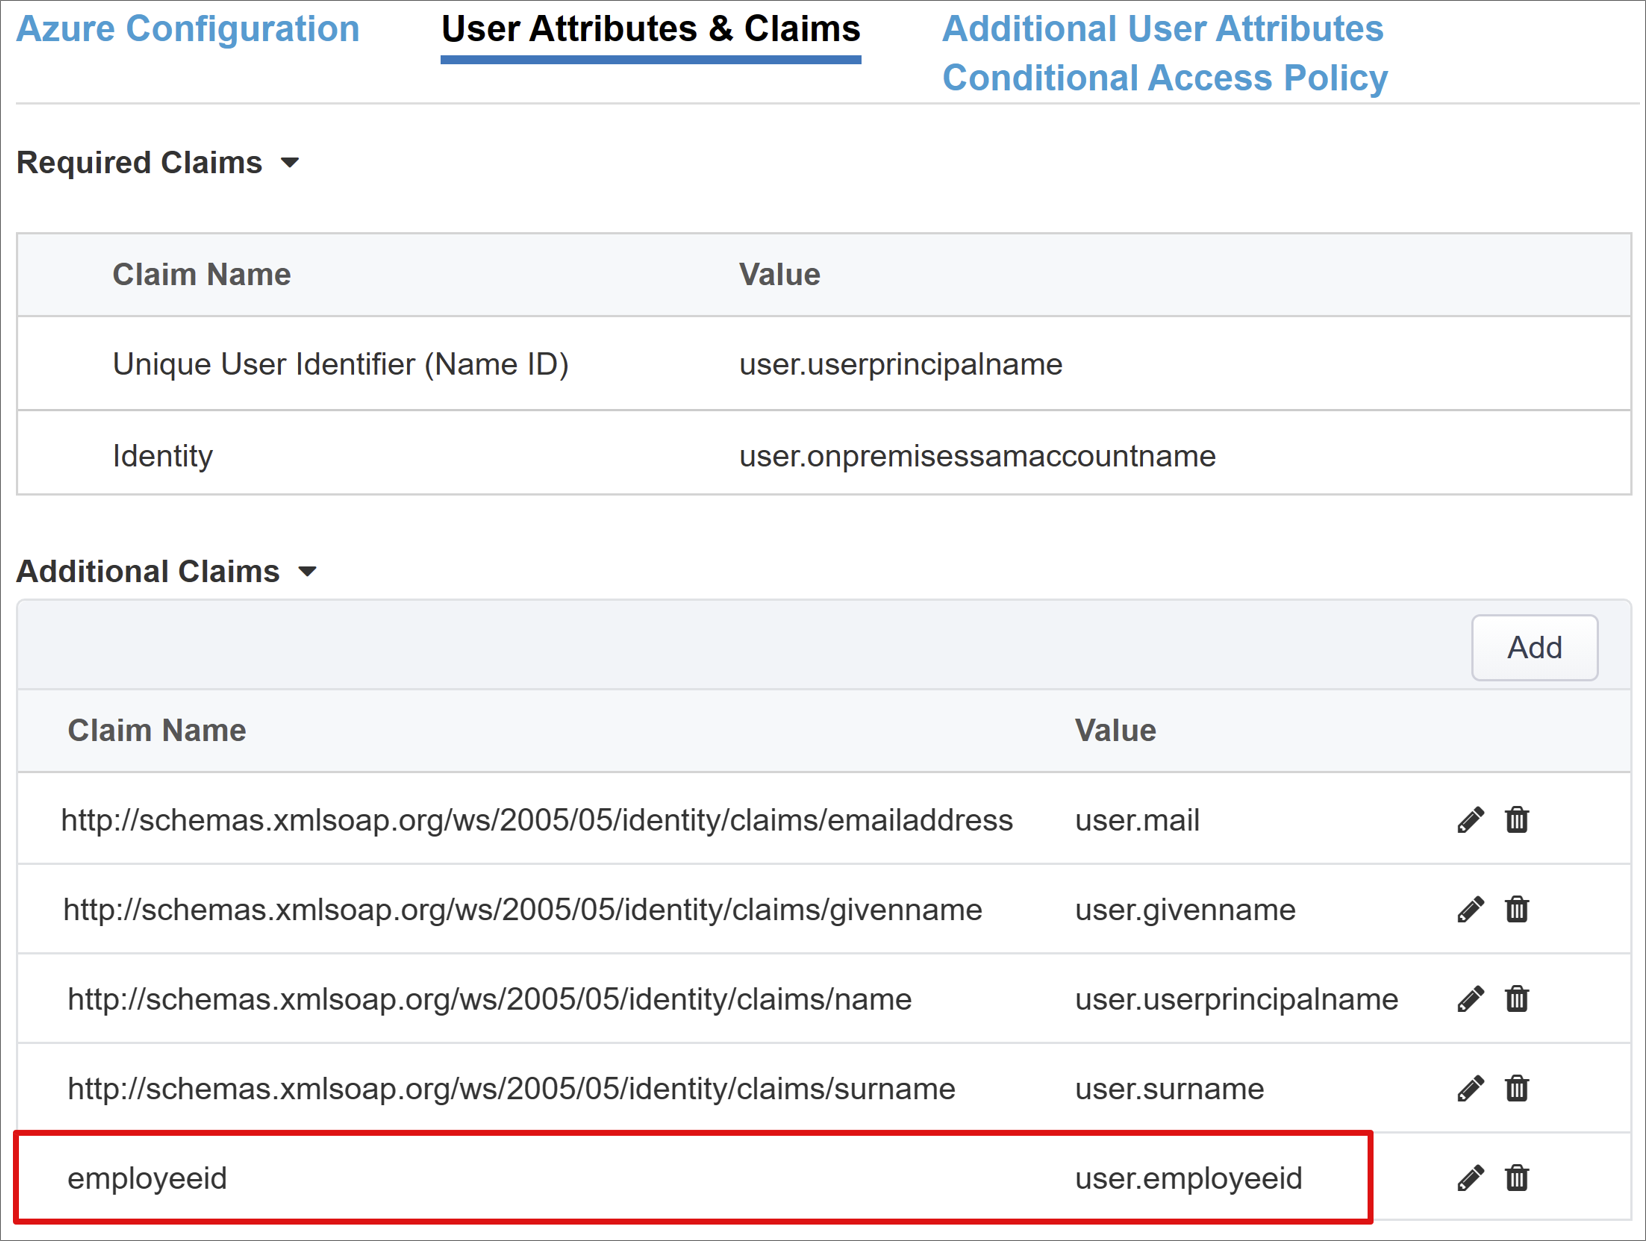 Azure Configuration
User Attributes & Claims
Additional User Attributes
Conditional Access Policy
Required Claims
Claim Name Value
Unique User Identifier (Name ID) user.userprincipalname
Identity user.onpremisessamaccountname
Additional Claims
Add
Claim Name Value
http://schemas.xmlsoap.org/ws/2005/05/identity/claims/emailaddress user.mail
http://schemas.xmlsoap.org/ws/2005/05/identity/claims/givenname user.givenname
http://schemas.xmlsoap.org/ws/2005/05/identity/claims/name user.userprincipalname
http://schemas.xmlsoap.org/ws/2005/05/identity/claims/surname user.surname
employeeid user.employeeid